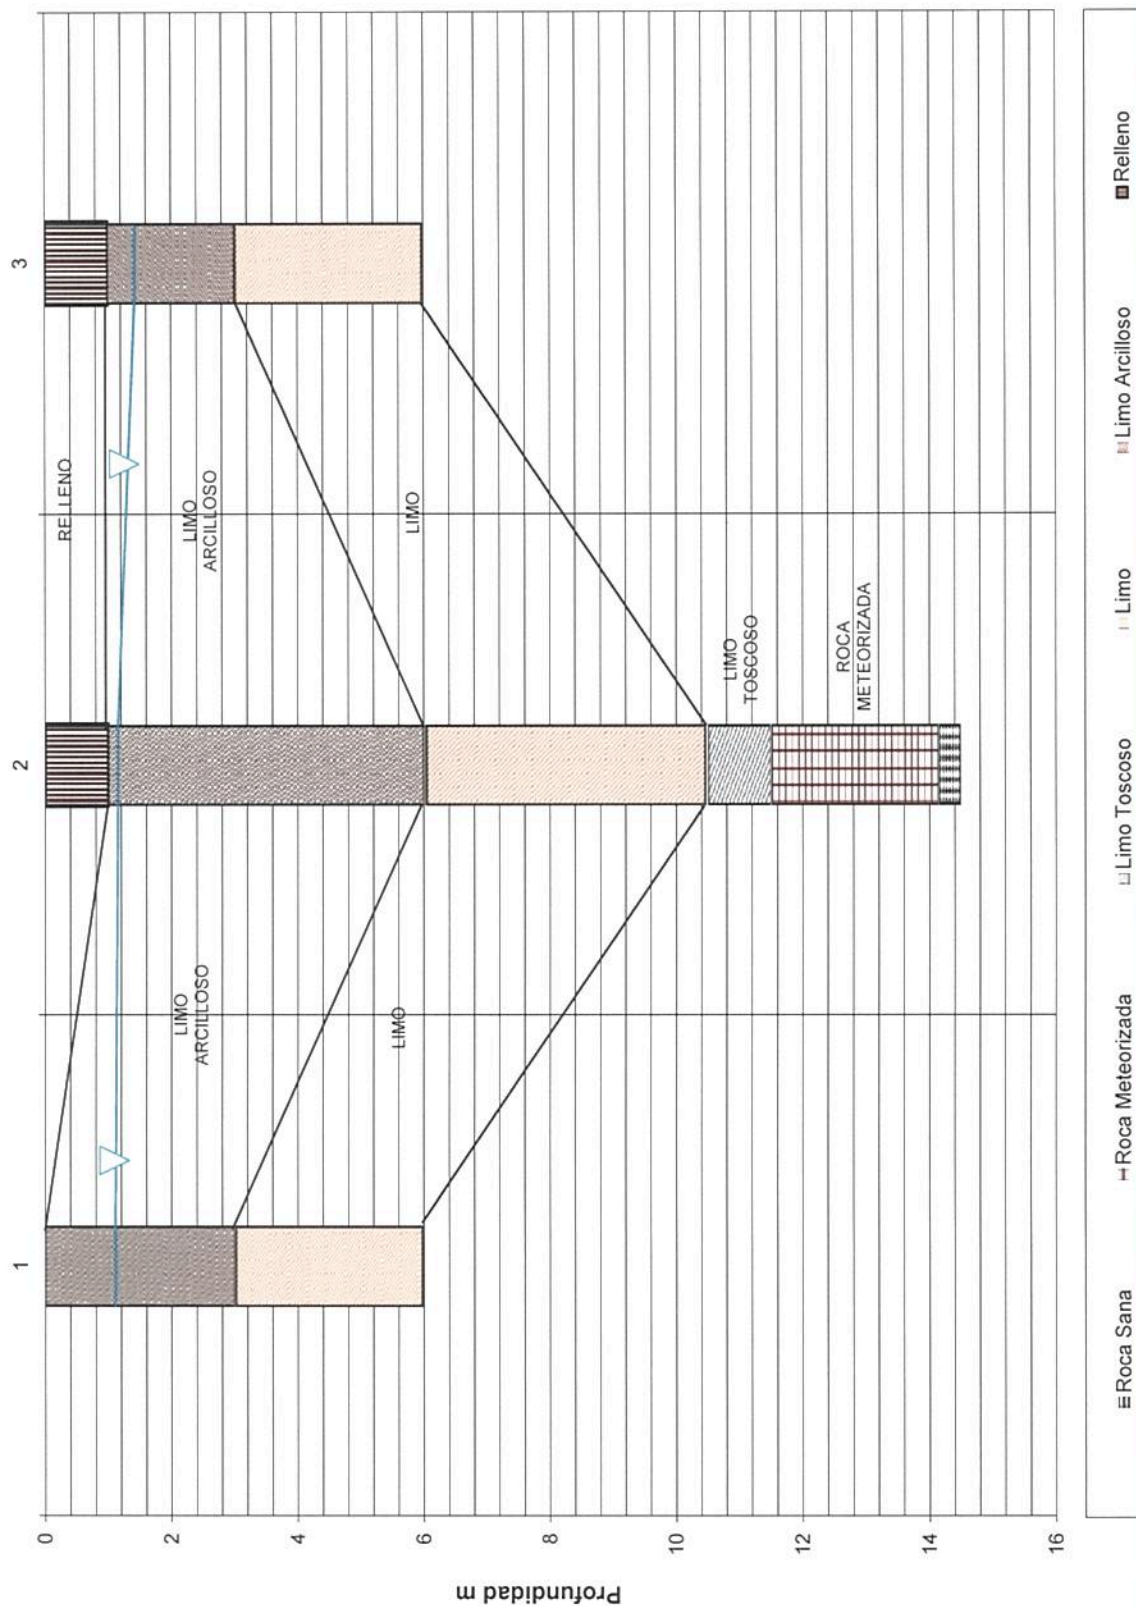 1
2
3
0
2
4
6
8
10
12
14
16
Profundidad m
RELLENO
LIMO
ARCILLOSO
LIMO
ARCILLOSO
LIMO
LIMO
LIMO
TOSCOSO
ROCA
METEORIZADA
Roca Sana
Roca Meteorizada
Limo Toscoso
Limo
Limo Arcilloso
Relleno